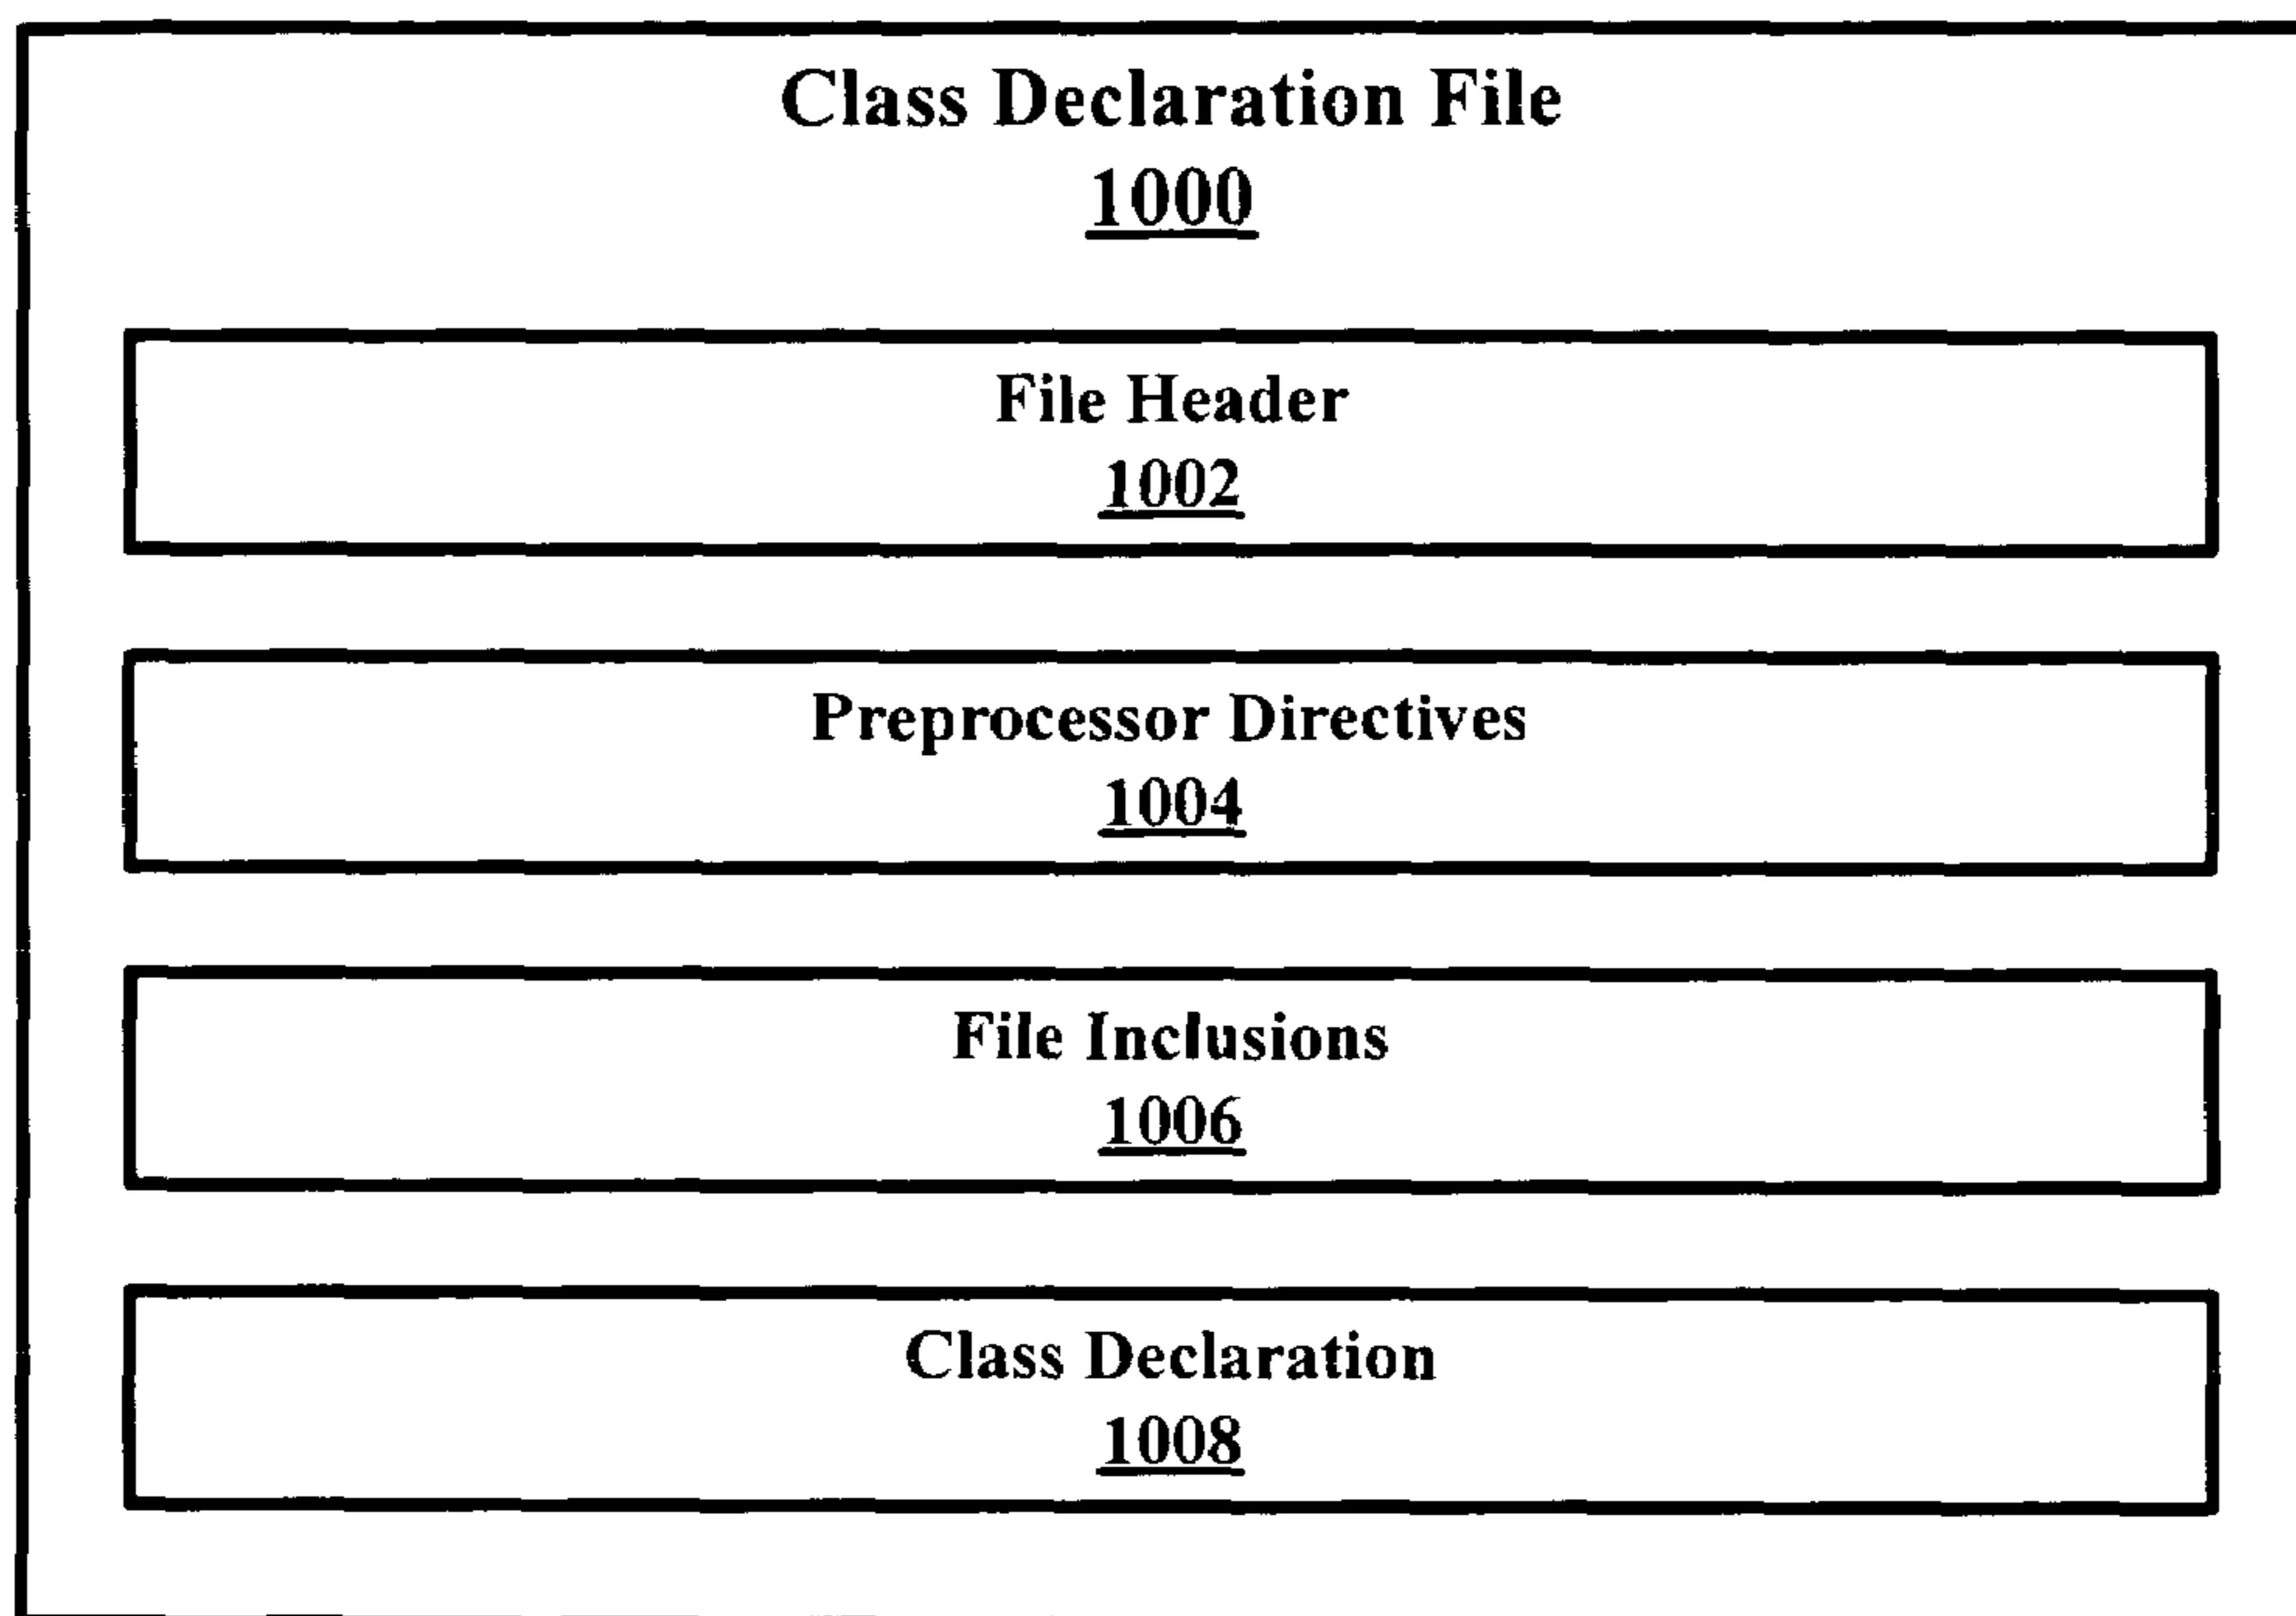 Class Declaration File
1000
File Header
1002
Preprocessor Directives
1004
File Inclusions
1006
Class Declaration
1008